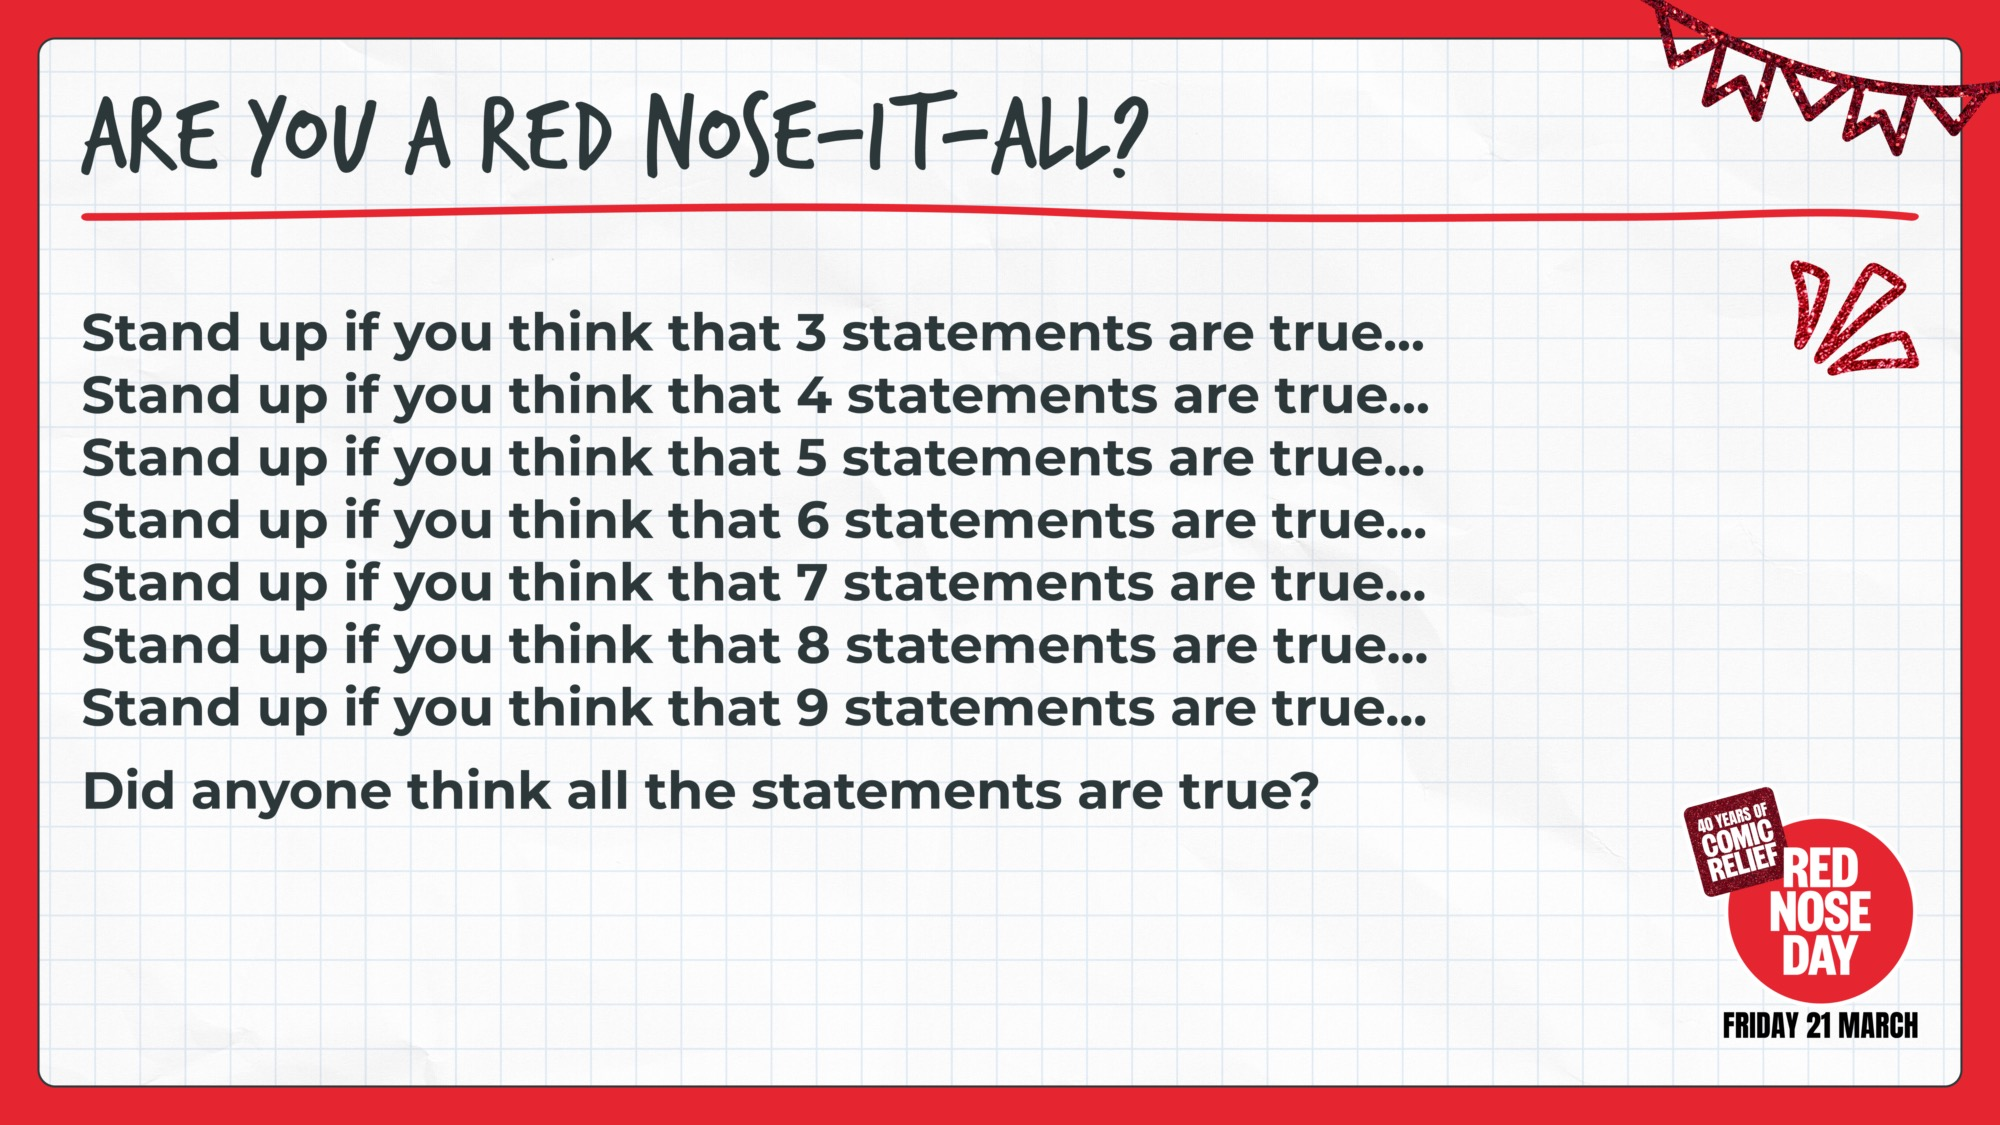 ARE YOU A RED NOSE-IT-ALL?
Stand up if you think that 3 statements are true...
Stand up if you think that 4 statements are true...
Stand up if you think that 5 statements are true...
Stand up if you think that 6 statements are true...
Stand up if you think that 7 statements are true...
Stand up if you think that 8 statements are true...
Stand up if you think that 9 statements are true...
Did anyone think all the statements are true?
40 YEARS OF
COMIC
RELIEF
RED
NOSE
DAY
FRIDAY 21 MARCH